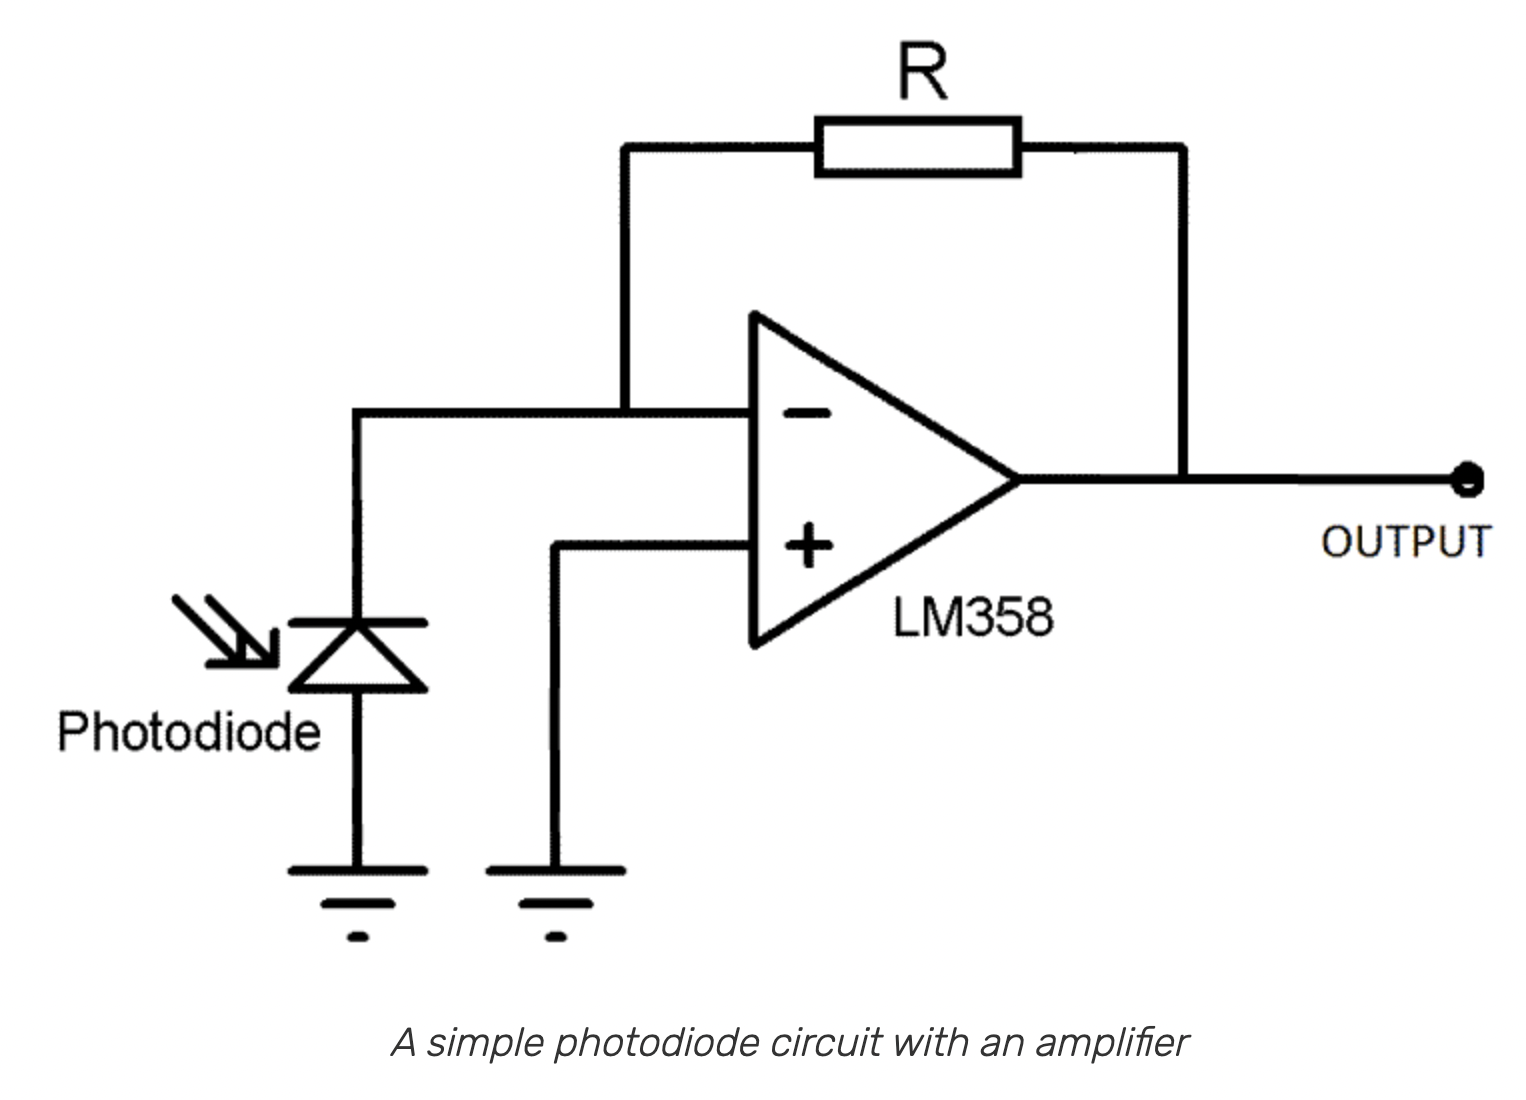 R
−
+
LM358
OUTPUT
Photodiode
A simple photodiode circuit with an amplifier